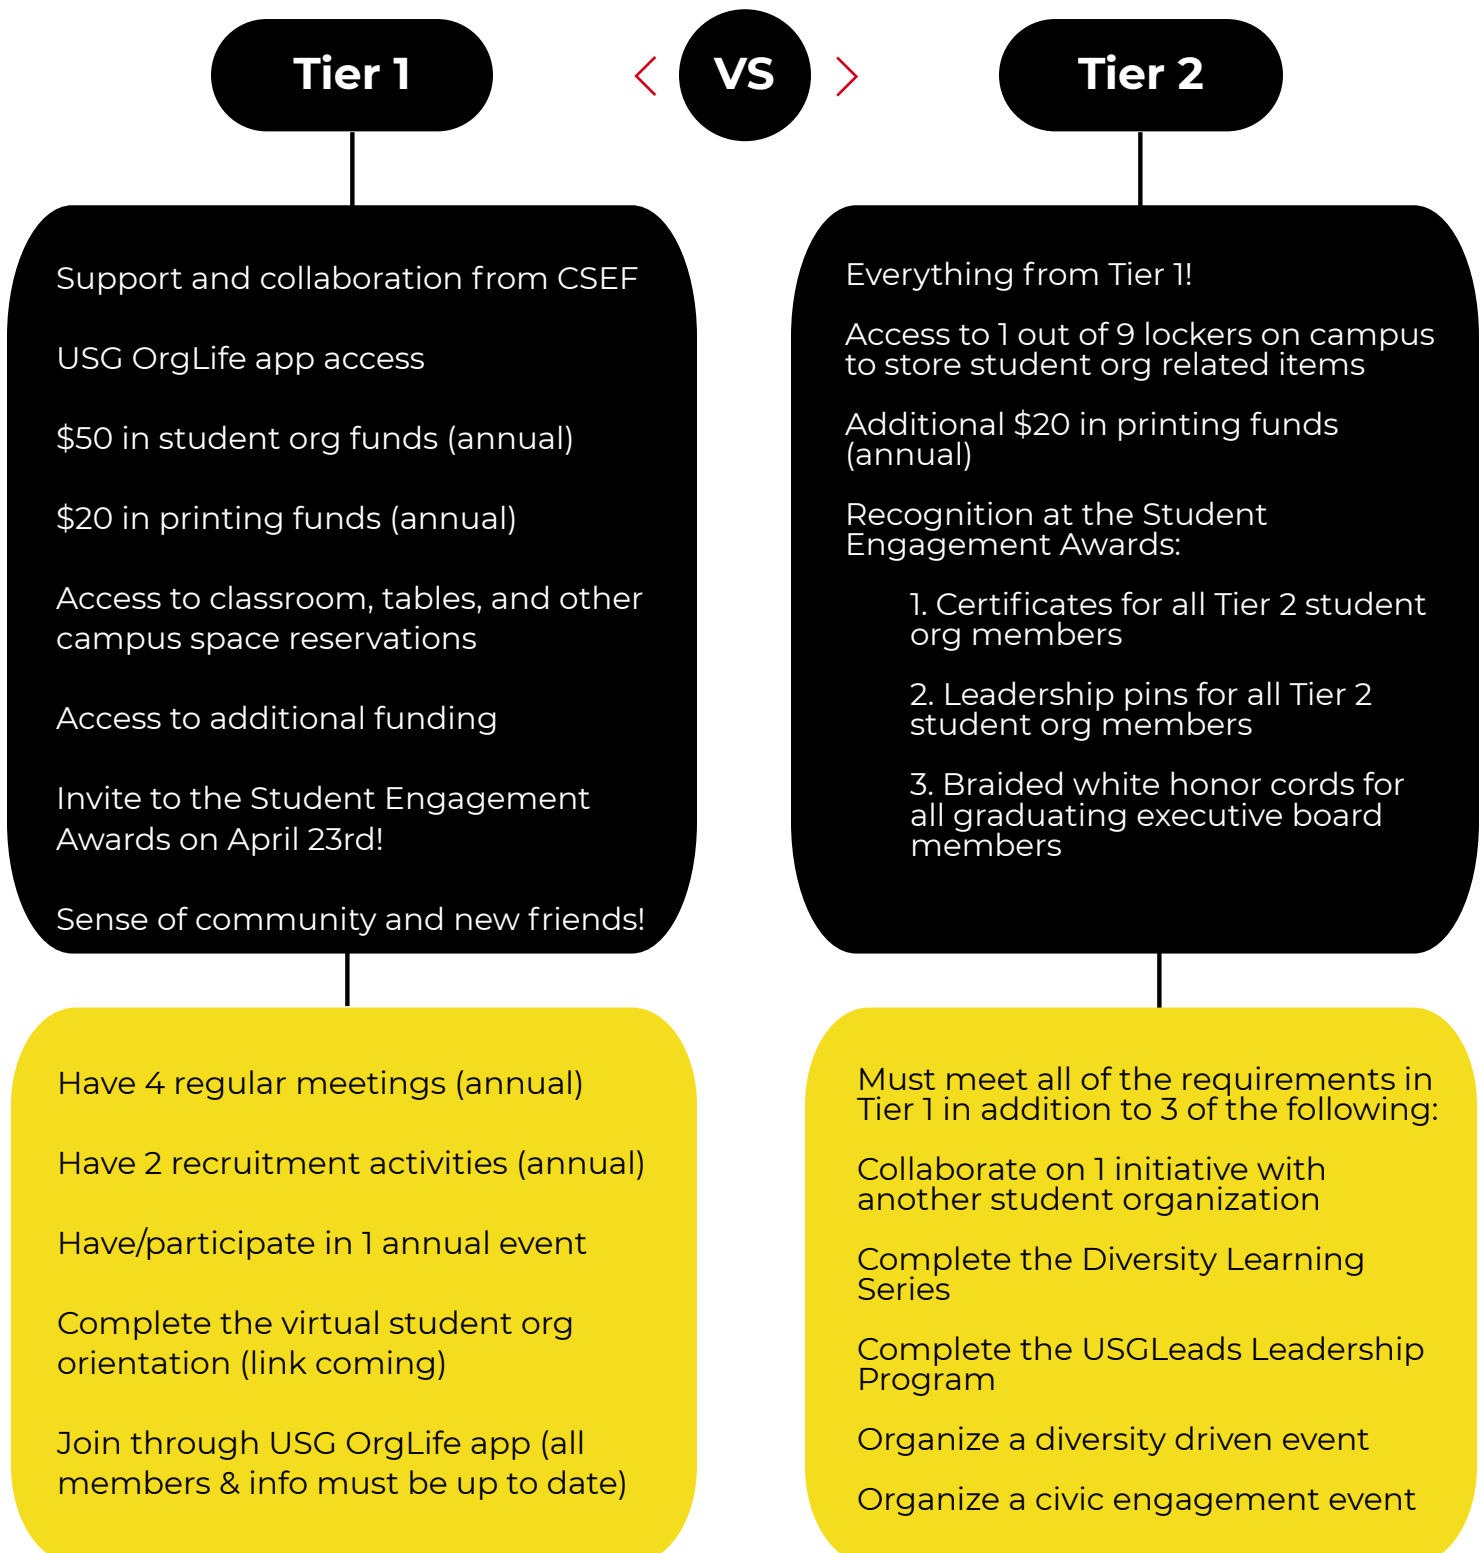 Tier 1
VS
Tier 2
Support and collaboration from CSEF
USG OrgLife app access
$50 in student org funds (annual)
$20 in printing funds (annual)
Access to classroom, tables, and other
campus space reservations
Access to additional funding
Invite to the Student Engagement
Awards on April 23rd!
Sense of community and new friends!
Everything from Tier 1!
Access to 1 out of 9 lockers on campus
to store student org related items
Additional $20 in printing funds
(annual)
Recognition at the Student
Engagement Awards:
1. Certificates for all Tier 2 student
org members
2. Leadership pins for all Tier 2
student org members
3. Braided white honor cords for
all graduating executive board
members
Have 4 regular meetings (annual)
Have 2 recruitment activities (annual)
Have/participate in 1 annual event
Complete the virtual student org
orientation (link coming)
Join through USG OrgLife app (all
members & info must be up to date)
Must meet all of the requirements in
Tier 1 in addition to 3 of the following:
Collaborate on 1 initiative with
another student organization
Complete the Diversity Learning
Series
Complete the USGLeads Leadership
Program
Organize a diversity driven event
Organize a civic engagement event